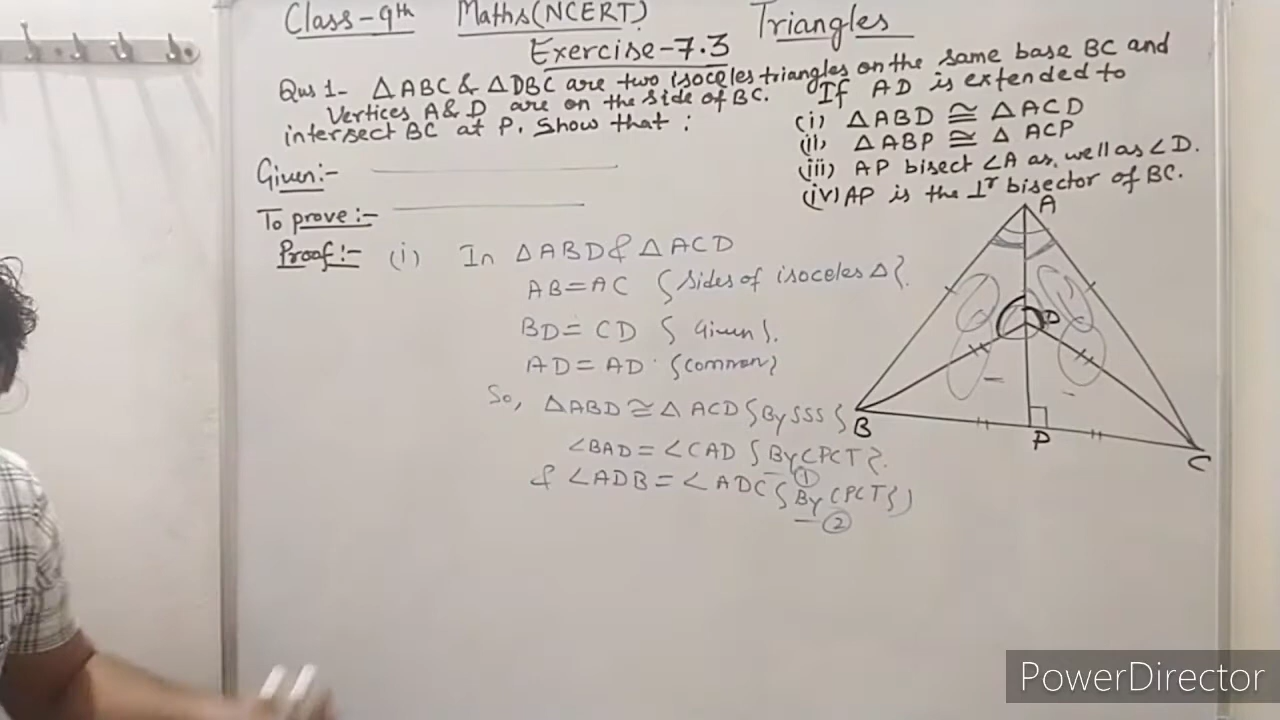 Class-9th Maths(NCERT) Triangles
Exercise-7.3
Qus 1- △ABC & △DBC are two isoceles triangles on the same base BC and
Vertices A & D are on the side of BC. If AD is extended to
intersect BC at P. Show that :
(i) △ABD ≅ △ACD
(ii) △ABP ≅ △ ACP
(iii) AP bisect ∠A as well as ∠D.
(iv) AP is the ⊥r bisector of BC.
Given:-
To prove:-
Proof:- (i) In △ABD & △ACD
AB=AC {sides of isoceles △}.
BD= CD {Given}.
AD= AD. {common}
So, △ABD ≅ △ ACD {By SSS}
∠BAD = ∠CAD {By CPCT}.
—①
& ∠ADB = ∠ADC {By CPCT})
—②
A
D
B
P
C
PowerDirector